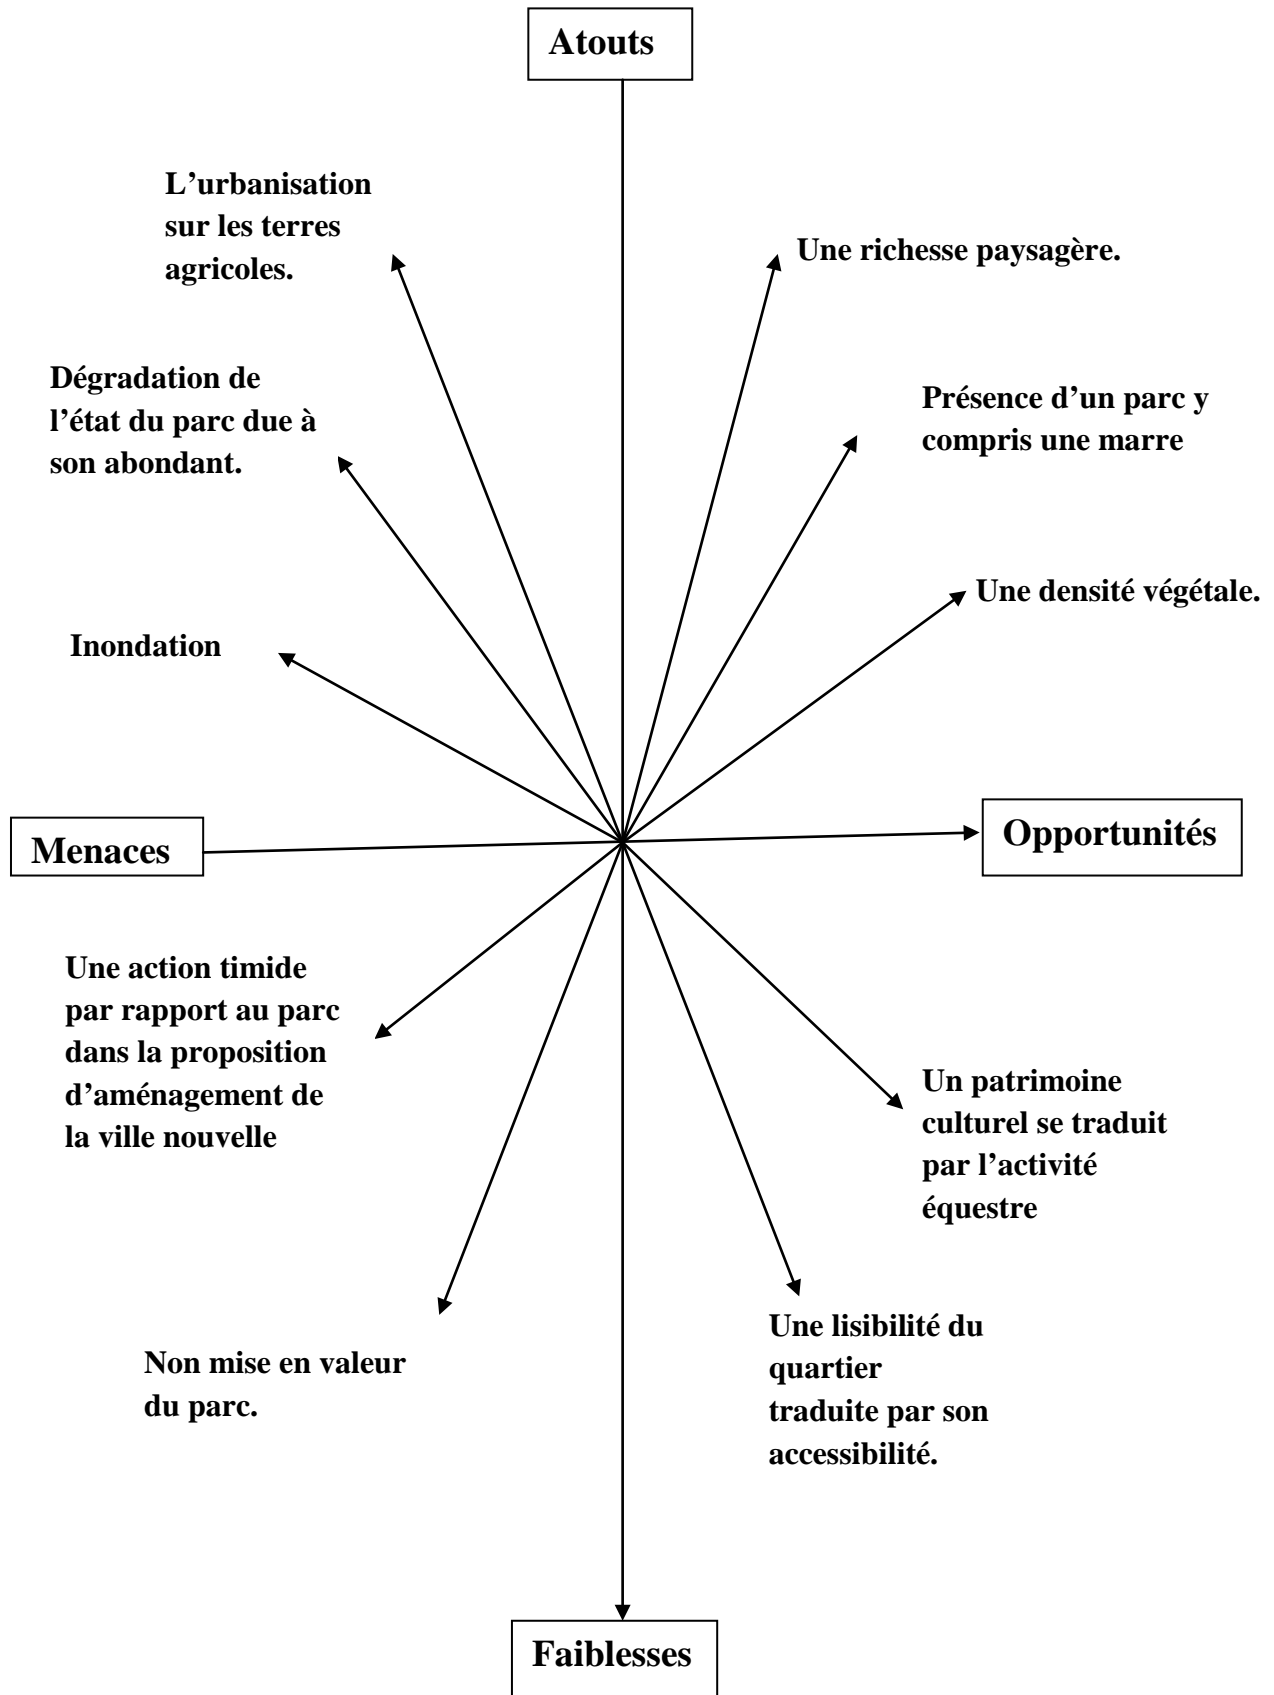 Atouts
L’urbanisation
sur les terres
agricoles.
Une richesse paysagère.
Dégradation de
l’état du parc due à
son abondant.
Présence d’un parc y
compris une marre
Une densité végétale.
Inondation
Menaces
Opportunités
Une action timide
par rapport au parc
dans la proposition
d’aménagement de
la ville nouvelle
Un patrimoine
culturel se traduit
par l’activité
équestre
Non mise en valeur
du parc.
Une lisibilité du
quartier
traduite par son
accessibilité.
Faiblesses